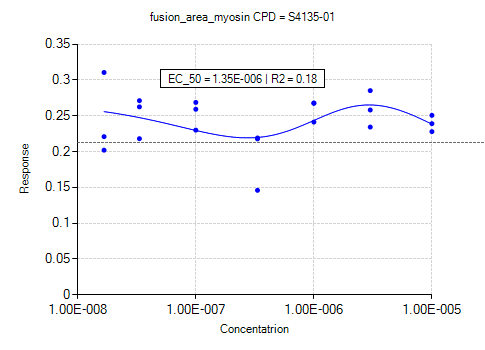 fusion_area_myosin CPD = S4135-01
0.35
0.3
EC_50 = 1.35E-006 | R2 = 0.18
0.25
0.2
0.15
0.1
0.05
0
Response
1.00E-008 1.00E-007 1.00E-006 1.00E-005
Concentatrion